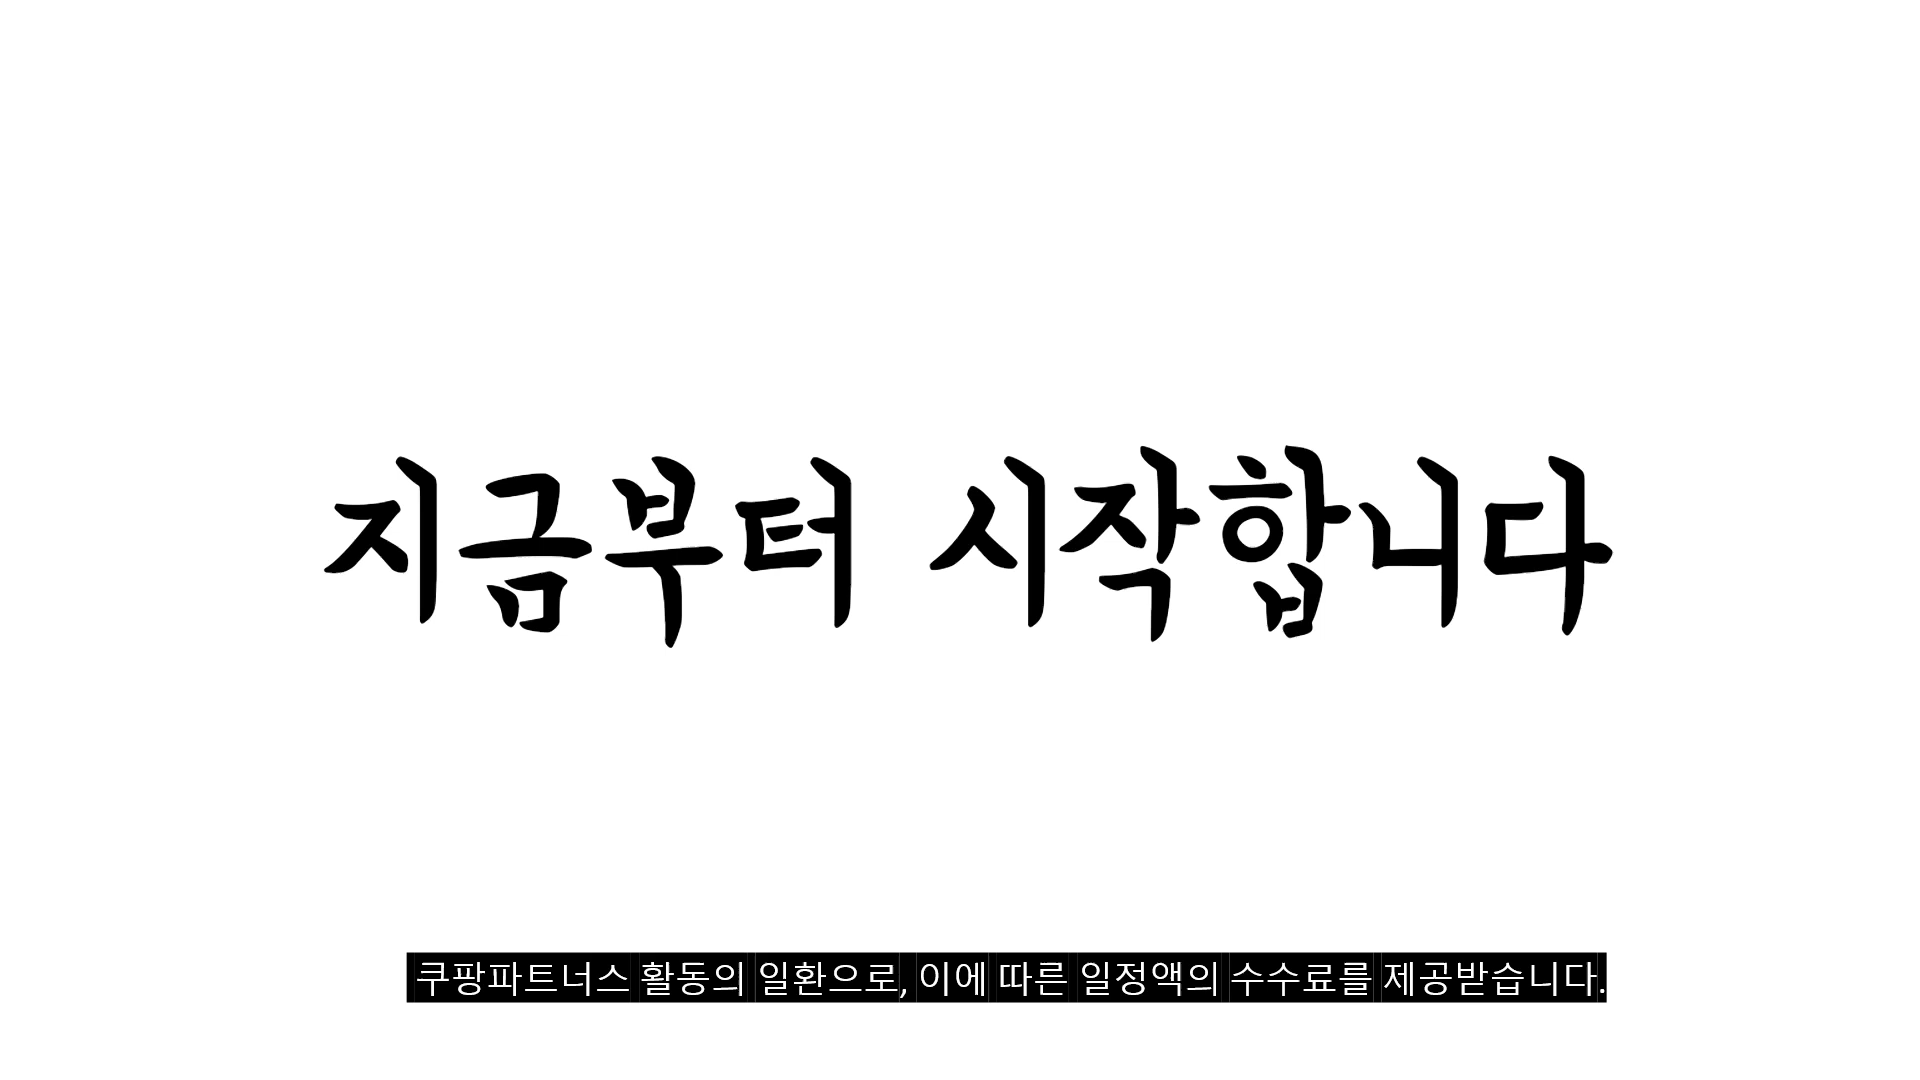 지금부터 시작합니다
쿠팡파트너스 활동의 일환으로, 이에 따른 일정액의 수수료를 제공받습니다.